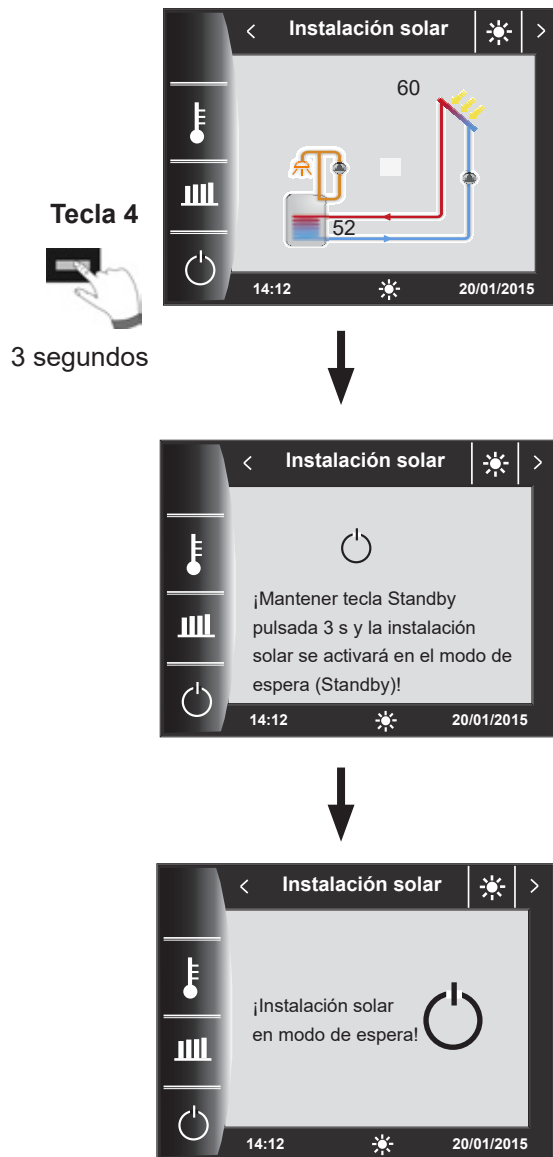 Instalación solar
60
52
Tecla 4
14:12
20/01/2015
3 segundos
Instalación solar
¡Mantener tecla Standby
pulsada 3 s y la instalación
solar se activará en el modo de
espera (Standby)!
14:12
20/01/2015
Instalación solar
¡Instalación solar
en modo de espera!
14:12
20/01/2015